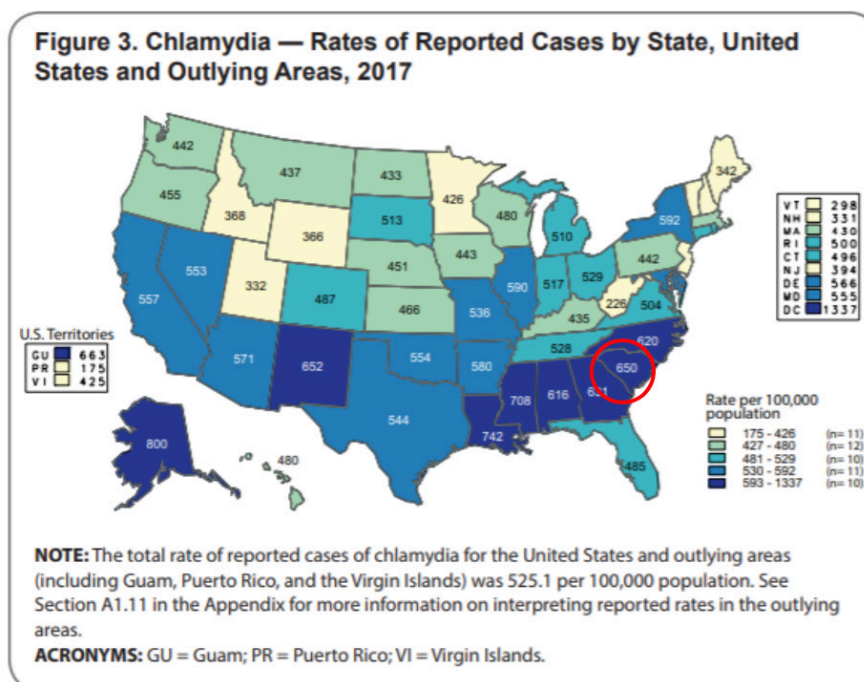 Figure 3. Chlamydia — Rates of Reported Cases by State, United
States and Outlying Areas, 2017
442
437
433
426
342
455
368
513
480
592
366
510
451
443
442
553
332
590
517
529
557
487
466
536
226
504
435
571
652
554
580
528
620
650
544
708
616
742
485
800
480
VT 298
NH 331
MA 430
RI 500
CT 496
NJ 394
DE 566
MD 555
DC 1337
U.S. Territories
GU 663
PR 175
VI 425
Rate per 100,000
population
175 - 426 (n= 11)
427 - 480 (n= 12)
481 - 529 (n= 10)
530 - 592 (n= 11)
593 - 1337 (n= 10)
NOTE: The total rate of reported cases of chlamydia for the United States and outlying areas
(including Guam, Puerto Rico, and the Virgin Islands) was 525.1 per 100,000 population. See
Section A1.11 in the Appendix for more information on interpreting reported rates in the outlying
areas.
ACRONYMS: GU = Guam; PR = Puerto Rico; VI = Virgin Islands.